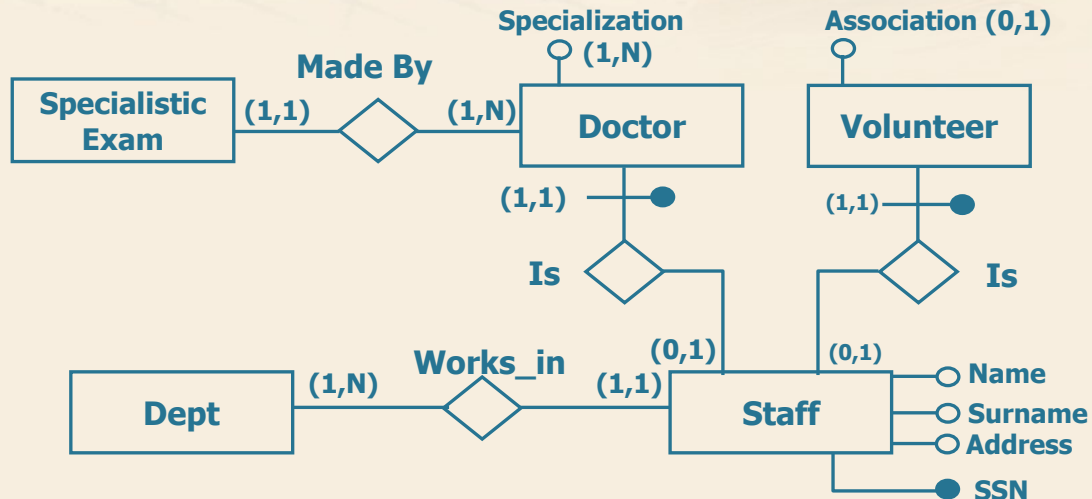 Specialization
(1,N)
Association (0,1)
Made By
Specialistic
Exam
(1,1)
(1,N)
Doctor
Volunteer
(1,1)
(1,1)
Is
Is
(0,1)
(0,1)
Works_in
(1,N)
(1,1)
Dept
Staff
Name
Surname
Address
SSN